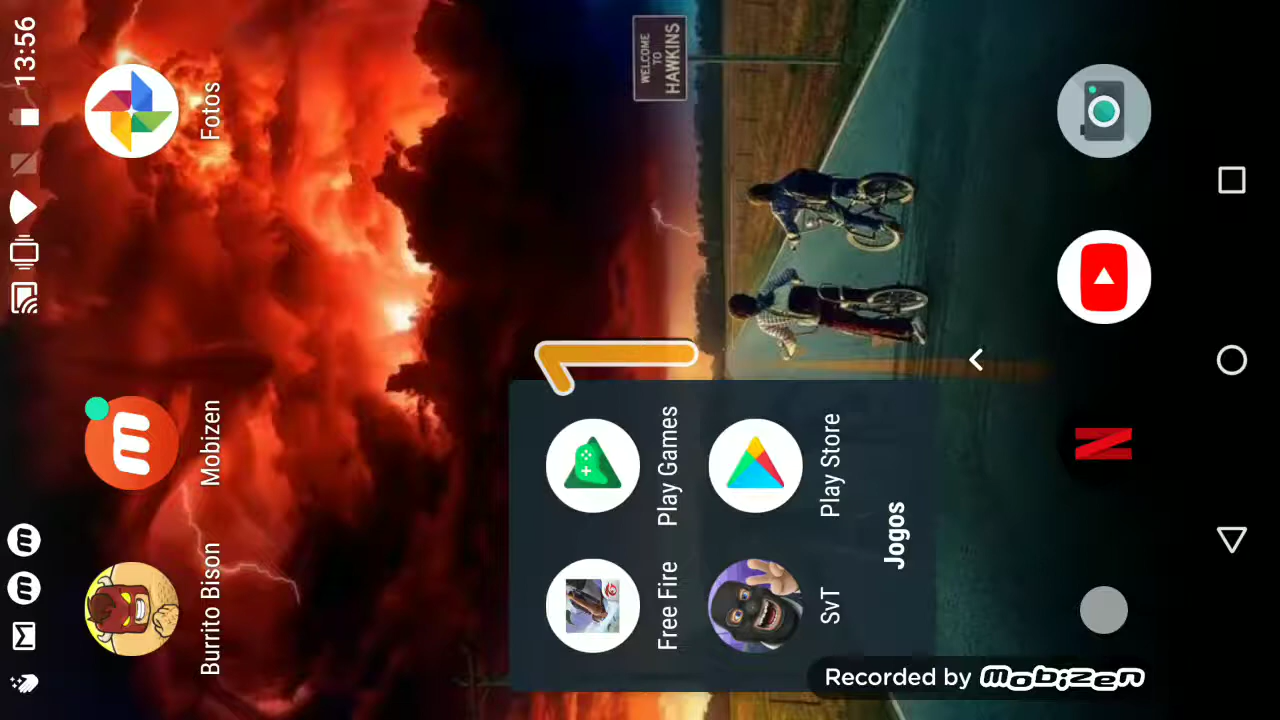 13:56
WELCOME
TO
HAWKINS
Burrito Bison
Mobizen
Fotos
1
Free Fire
Play Games
SvT
Play Store
Jogos
Recorded by mobizen